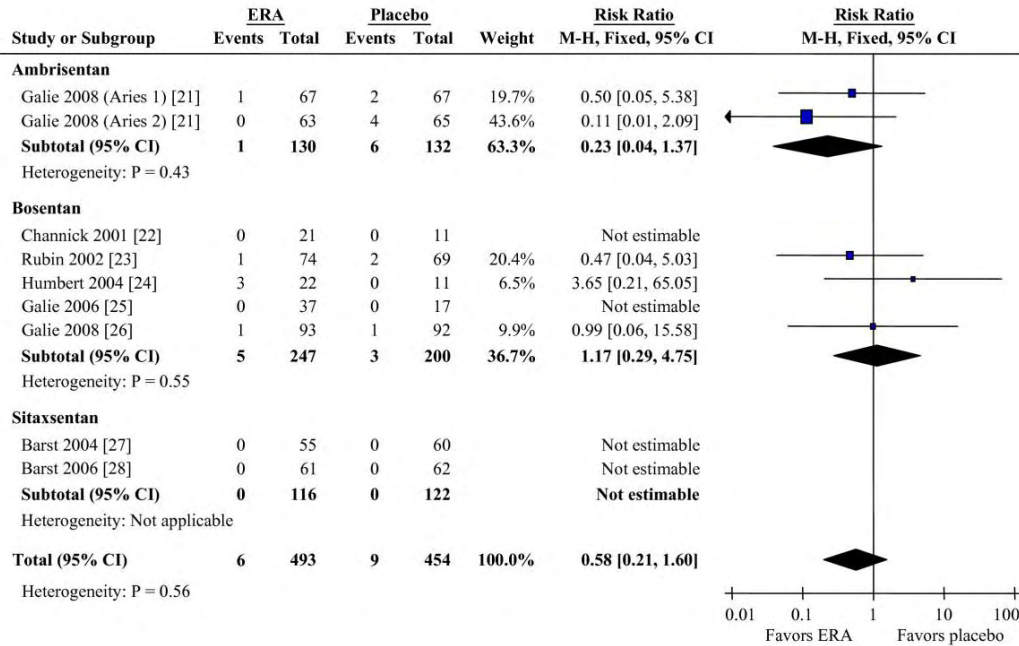 ERA Placebo Risk Ratio Risk Ratio
Study or Subgroup Events Total Events Total Weight M-H, Fixed, 95% CI M-H, Fixed, 95% CI
Ambrisentan
Galie 2008 (Aries 1) [21] 1 67 2 67 19.7% 0.50 [0.05, 5.38]
Galie 2008 (Aries 2) [21] 0 63 4 65 43.6% 0.11 [0.01, 2.09]
Subtotal (95% CI) 1 130 6 132 63.3% 0.23 [0.04, 1.37]
Heterogeneity: P = 0.43
Bosentan
Channick 2001 [22] 0 21 0 11 Not estimable
Rubin 2002 [23] 1 74 2 69 20.4% 0.47 [0.04, 5.03]
Humbert 2004 [24] 3 22 0 11 6.5% 3.65 [0.21, 65.05]
Galie 2006 [25] 0 37 0 17 Not estimable
Galie 2008 [26] 1 93 1 92 9.9% 0.99 [0.06, 15.58]
Subtotal (95% CI) 5 247 3 200 36.7% 1.17 [0.29, 4.75]
Heterogeneity: P = 0.55
Sitaxsentan
Barst 2004 [27] 0 55 0 60 Not estimable
Barst 2006 [28] 0 61 0 62 Not estimable
Subtotal (95% CI) 0 116 0 122 Not estimable
Heterogeneity: Not applicable
Total (95% CI) 6 493 9 454 100.0% 0.58 [0.21, 1.60]
Heterogeneity: P = 0.56
0.01 0.1 1 10 100
Favors ERA Favors placebo